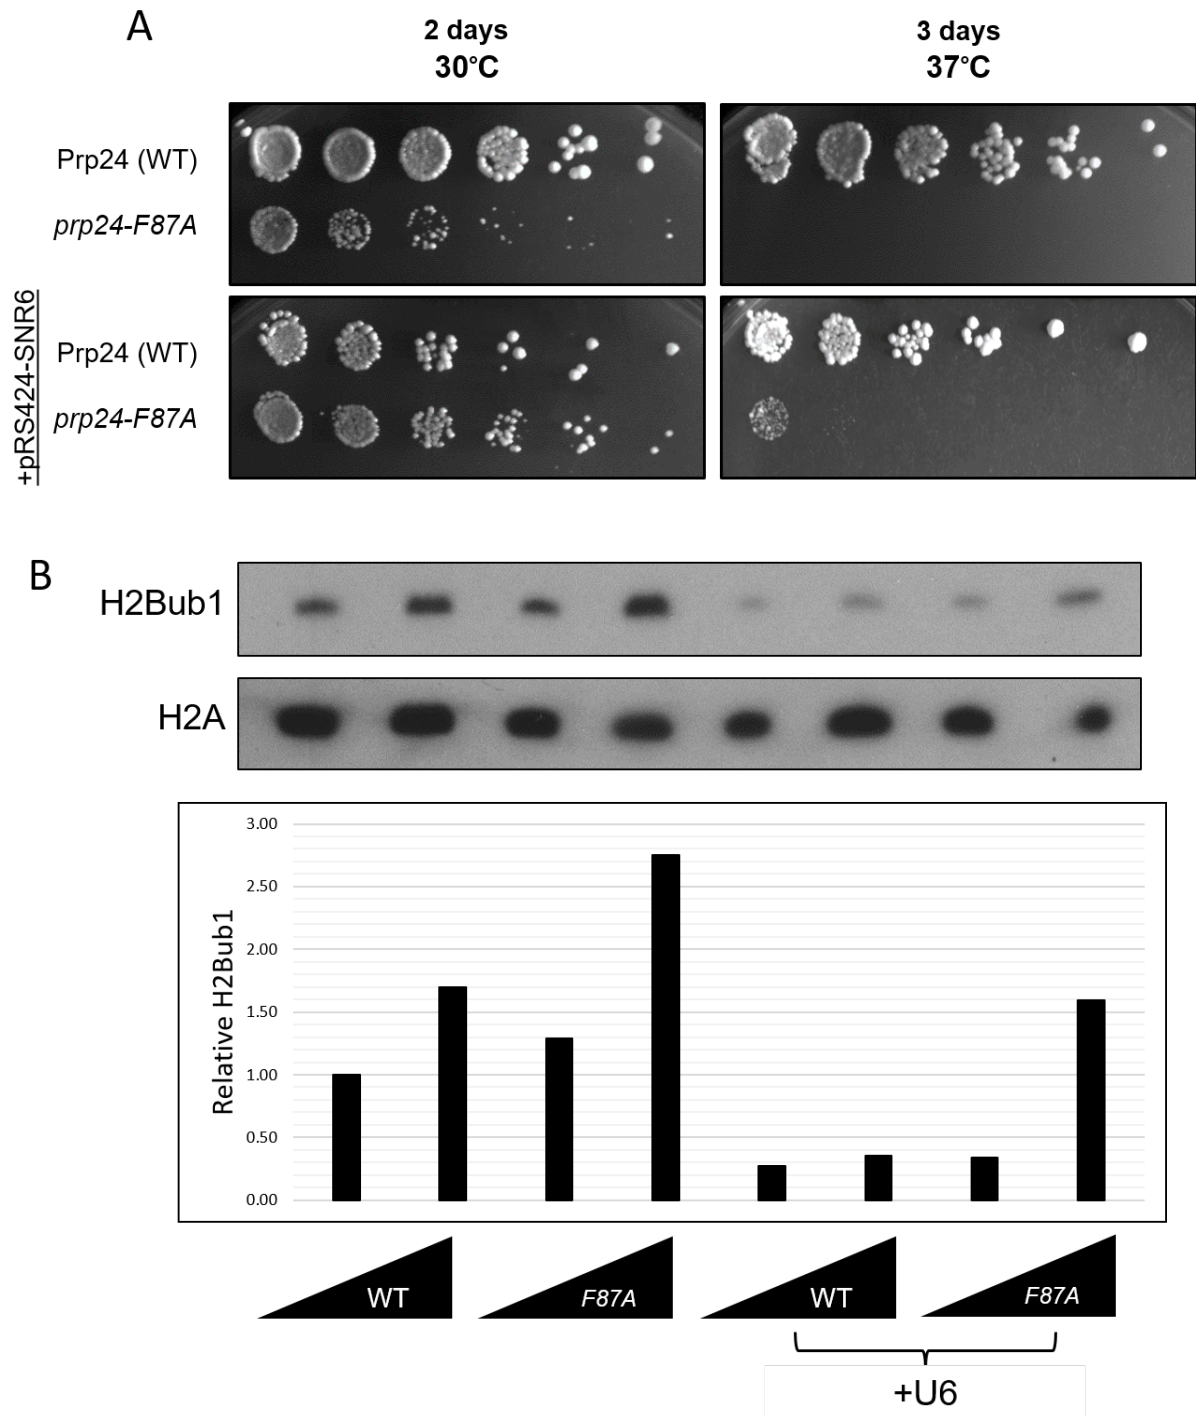 A
2 days
30°C
3 days
37°C
Prp24 (WT)
prp24-F87A
+pRS424-SNR6
Prp24 (WT)
prp24-F87A
B
H2Bub1
H2A
Relative H2Bub1
3.00
2.50
2.00
1.50
1.00
0.50
0.00
WT
F87A
WT
F87A
+U6